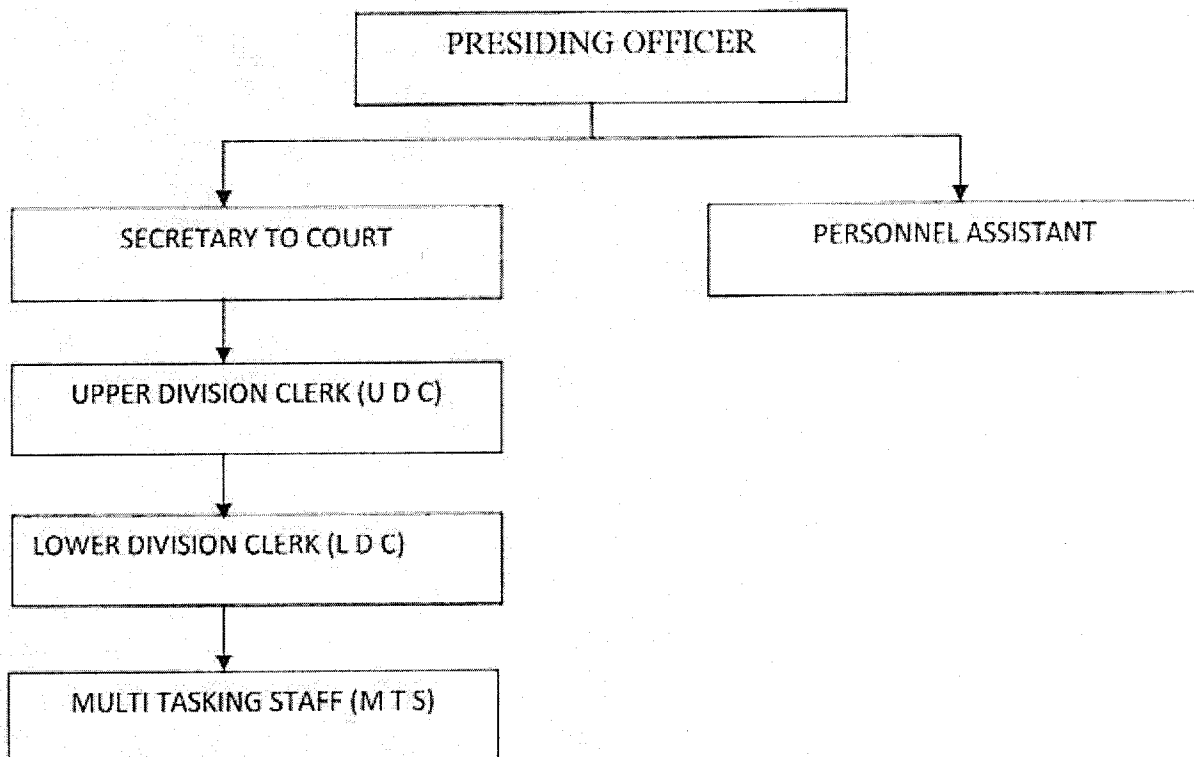 PRESIDING OFFICER
SECRETARY TO COURT
PERSONNEL ASSISTANT
UPPER DIVISION CLERK (U D C)
LOWER DIVISION CLERK (L D C)
MULTI TASKING STAFF (M T S)